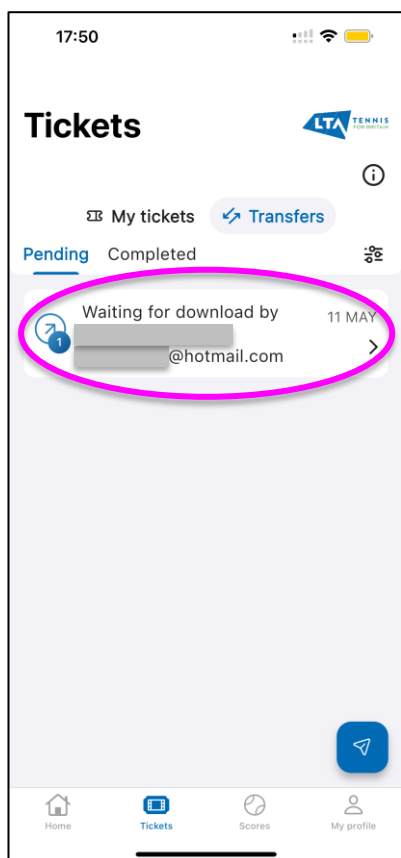 17:50
Tickets
LTA TENNIS
FOR BRITAIN
My tickets Transfers
Pending Completed
Waiting for download by 11 MAY
1
@hotmail.com
Home Tickets Scores My profile